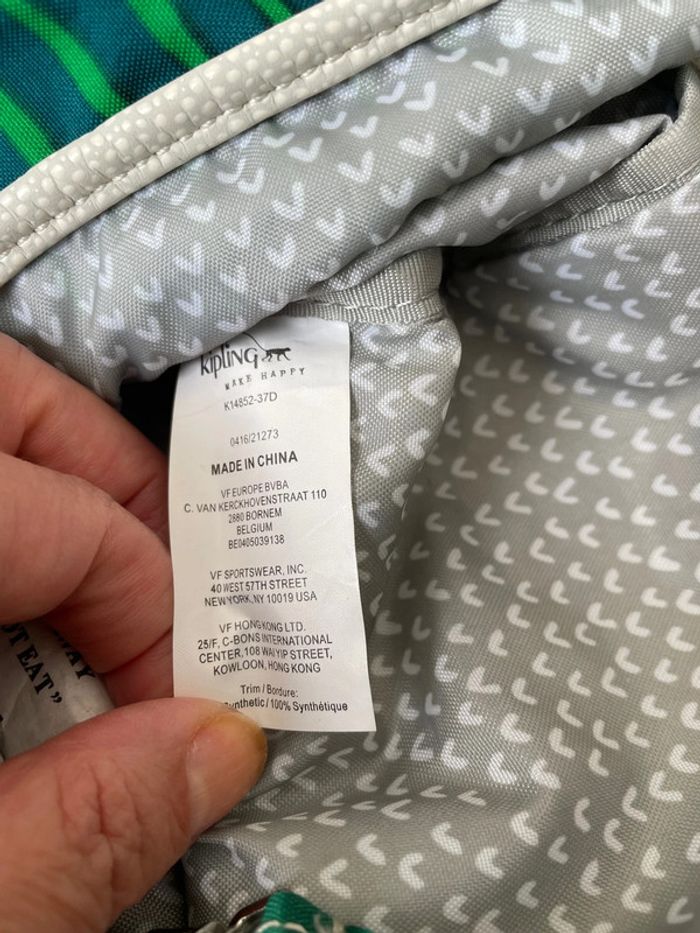 kipling
MAKE HAPPY
K14852-37D
0416/21273
MADE IN CHINA
VF EUROPE BVBA
C. VAN KERCKHOVENSTRAAT 110
2880 BORNEM
BELGIUM
BE0405039138
VF SPORTSWEAR, INC.
40 WEST 57TH STREET
NEW YORK, NY 10019 USA
VF HONG KONG LTD.
25/F, C-BONS INTERNATIONAL
CENTER, 108 WAI YIP STREET,
KOWLOON, HONG KONG
Trim / Bordure:
/ 100% Synthétique
EAT"